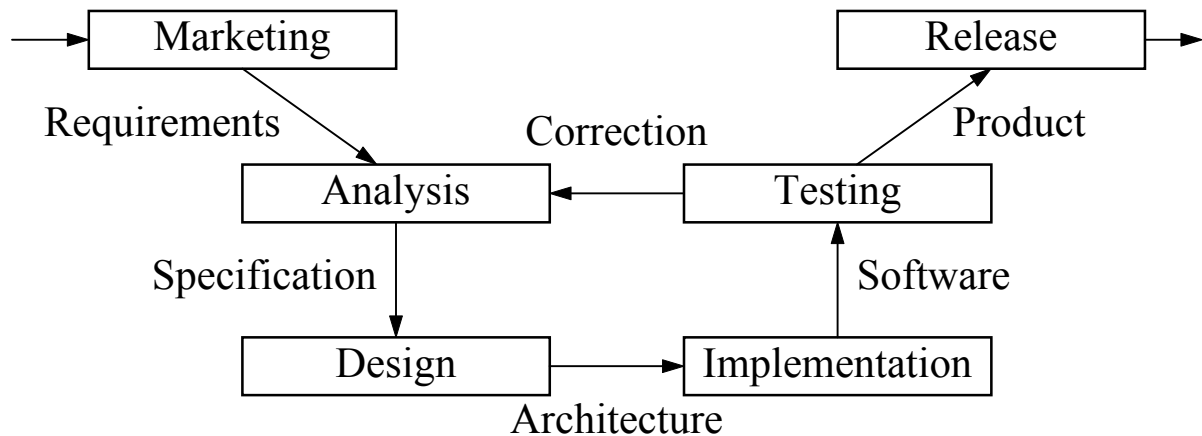 Marketing
Release
Requirements
Correction
Product
Analysis
Testing
Specification
Software
Design
Implementation
Architecture